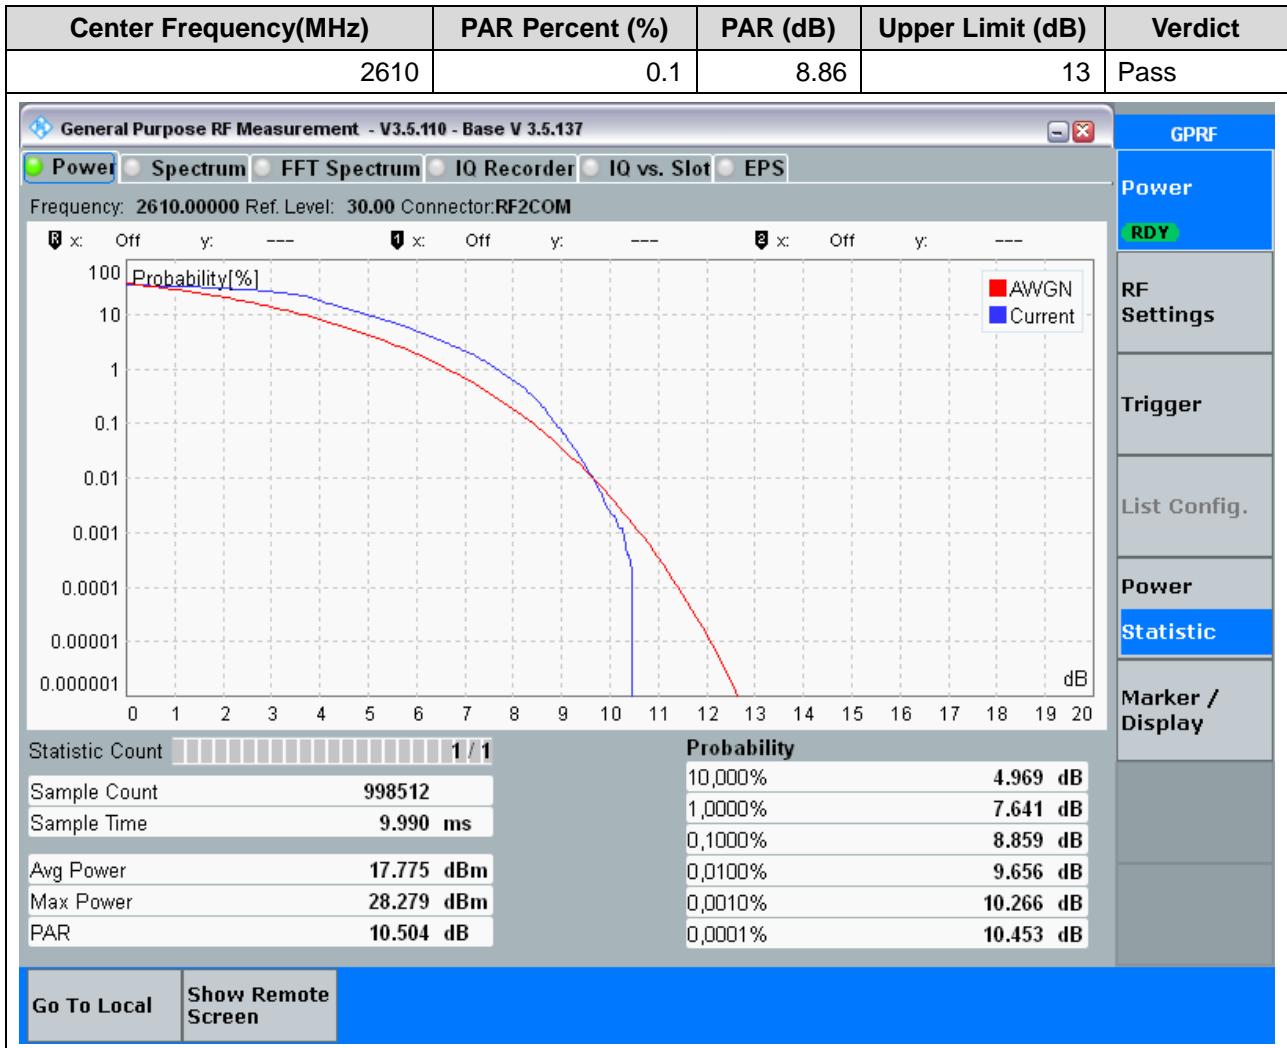 Center Frequency(MHz) PAR Percent (%) PAR (dB) Upper Limit (dB) Verdict
2610 0.1 8.86 13 Pass
General Purpose RF Measurement - V3.5.110 - Base V 3.5.137
GPRF
Power Spectrum FFT Spectrum IQ Recorder IQ vs. Slot EPS
Frequency: 2610.00000 Ref. Level: 30.00 Connector:RF2COM
R x: Off y: --- 1 x: Off y: --- 2 x: Off y: ---
Probability[%]
AWGN
Current
100
10
1
0.1
0.01
0.001
0.0001
0.00001
0.000001
dB
0 1 2 3 4 5 6 7 8 9 10 11 12 13 14 15 16 17 18 19 20
Statistic Count 1 / 1
Sample Count 998512
Sample Time 9.990 ms
Avg Power 17.775 dBm
Max Power 28.279 dBm
PAR 10.504 dB
Probability
10,000% 4.969 dB
1,0000% 7.641 dB
0,1000% 8.859 dB
0,0100% 9.656 dB
0,0010% 10.266 dB
0,0001% 10.453 dB
Power
RDY
RF
Settings
Trigger
List Config.
Power
Statistic
Marker /
Display
Go To Local
Show Remote
Screen